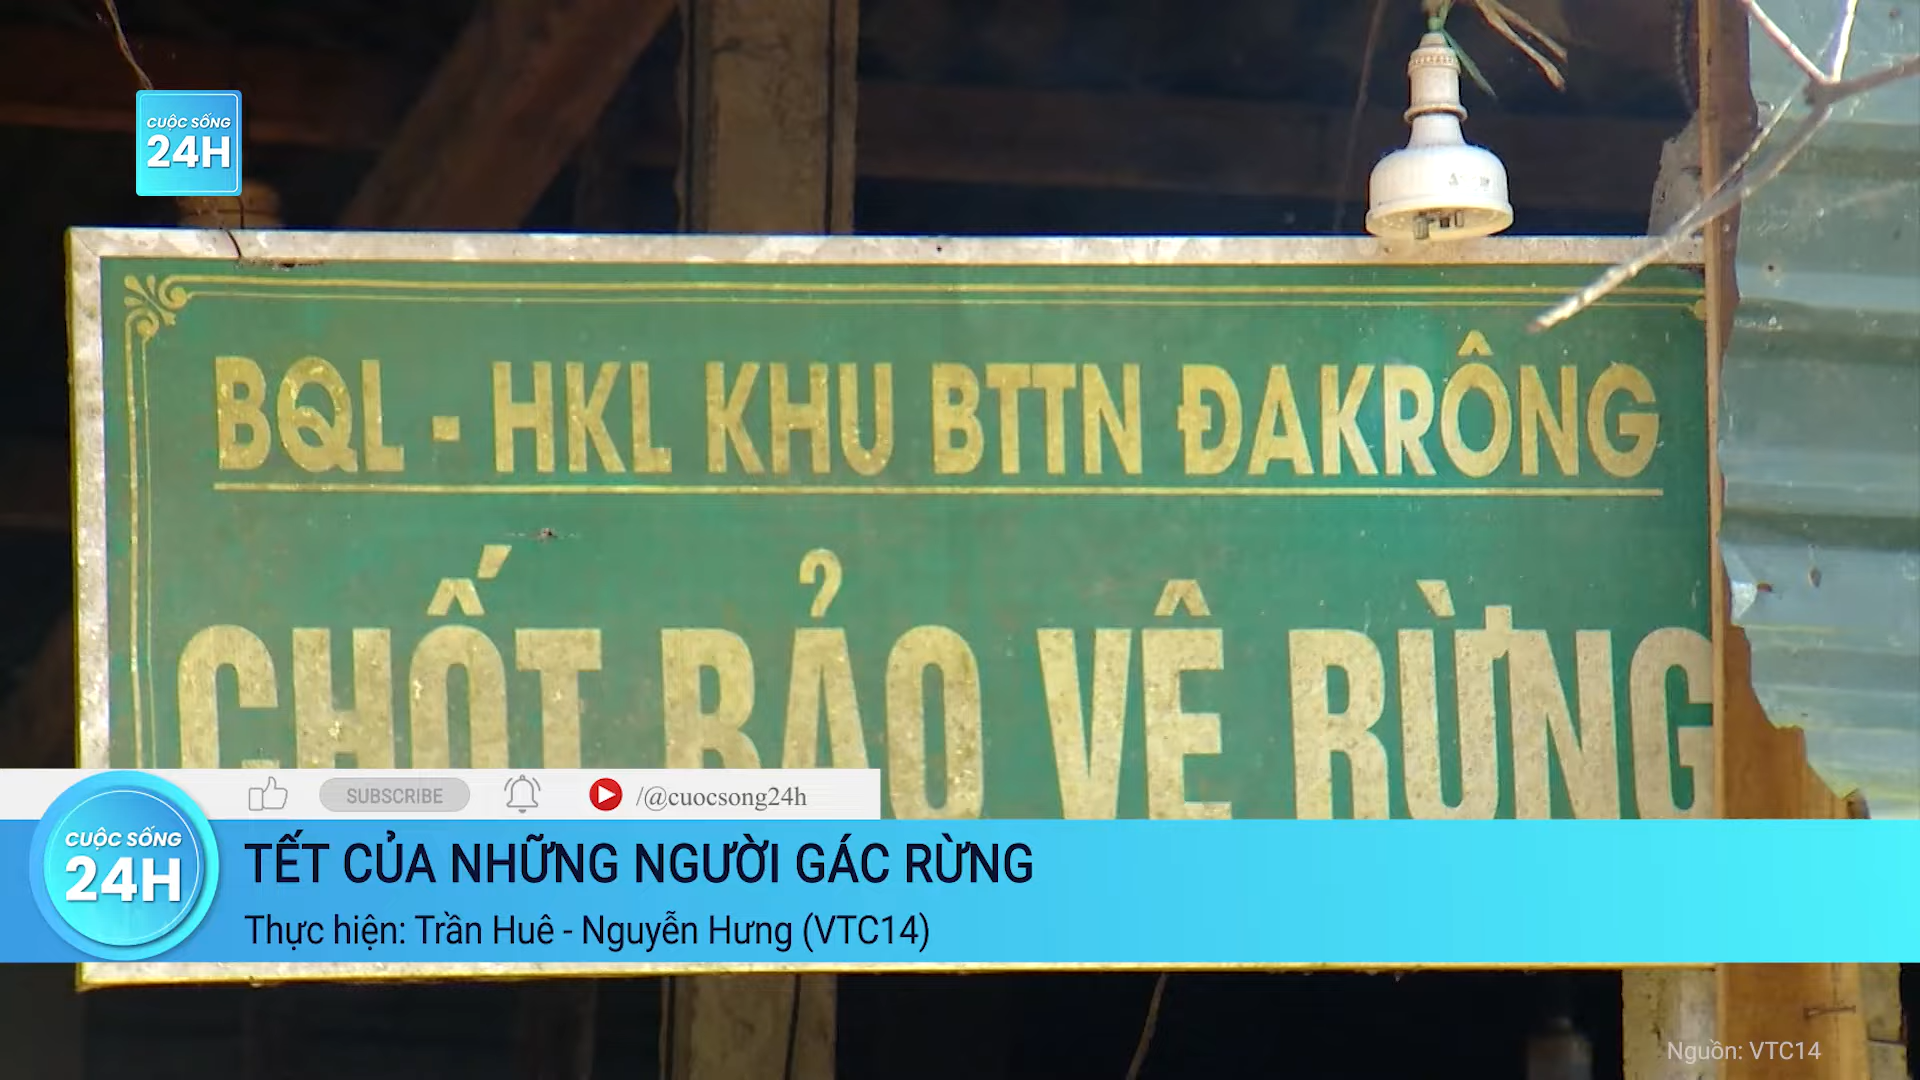 CUỘC SỐNG
24H
BQL - HKL KHU BTTN ĐAKRÔNG
CHỐT BẢO VỆ RỪNG
SUBSCRIBE
/@cuocsong24h
CUỘC SỐNG
24H
TẾT CỦA NHỮNG NGƯỜI GÁC RỪNG
Thực hiện: Trần Huê - Nguyễn Hưng (VTC14)
Nguồn: VTC14